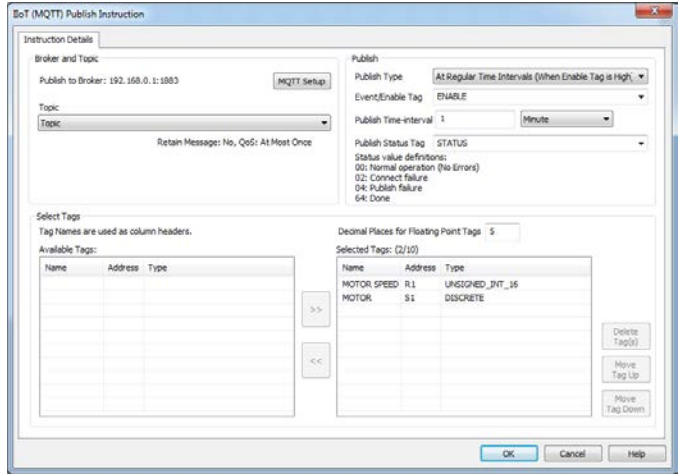 IIoT (MQTT) Publish Instruction
Instruction Details
Broker and Topic
Publish to Broker: 192.168.0.1:1883
MQTT Setup
Topic
Topic
Retain Message: No, QoS: At Most Once
Publish
Publish Type
At Regular Time Intervals (When Enable Tag is High)
Event/Enable Tag
ENABLE
Publish Time-interval
1
Minute
Publish Status Tag
STATUS
Status value definitions:
00: Normal operation (No Errors)
02: Connect failure
04: Publish failure
64: Done
Select Tags
Tag Names are used as column headers.
Decimal Places for Floating Point Tags
5
Available Tags:
Name Address Type
>>
<<
Selected Tags: (2/10)
Name Address Type
MOTOR SPEED R1 UNSIGNED_INT_16
MOTOR S1 DISCRETE
Delete
Tag(s)
Move
Tag Up
Move
Tag Down
OK
Cancel
Help